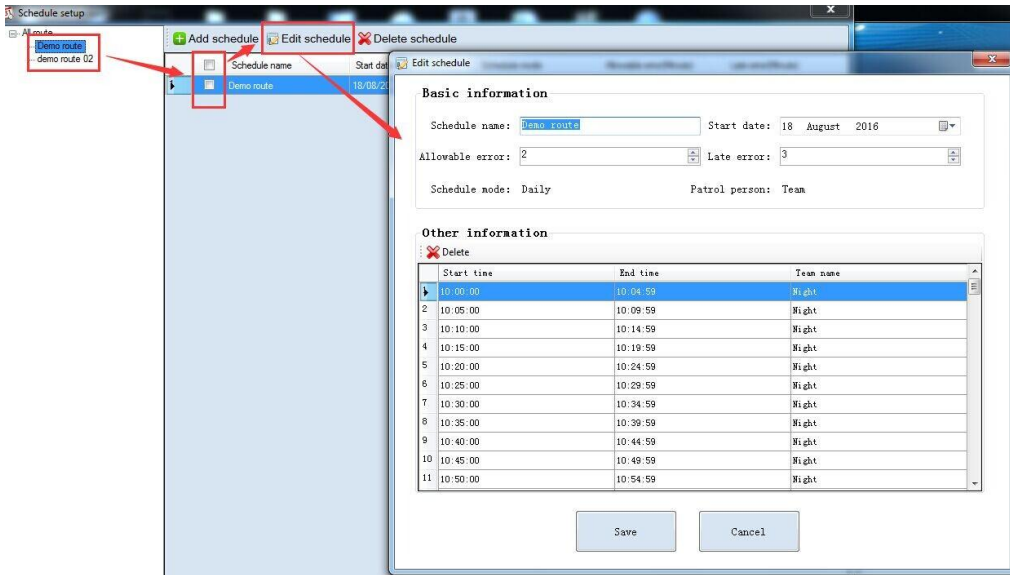 Schedule setup
All route
Demo route
demo route 02
Add schedule Edit schedule Delete schedule
Schedule name Start dat
Demo route 18/08/20
Edit schedule
Basic information
Schedule name: Demo route Start date: 18 August 2016
Allowable error: 2 Late error: 3
Schedule mode: Daily Patrol person: Team
Other information
Delete
Start time End time Team name
10:00:00 10:04:59 Night
2 10:05:00 10:09:59 Night
3 10:10:00 10:14:59 Night
4 10:15:00 10:19:59 Night
5 10:20:00 10:24:59 Night
6 10:25:00 10:29:59 Night
7 10:30:00 10:34:59 Night
8 10:35:00 10:39:59 Night
9 10:40:00 10:44:59 Night
10 10:45:00 10:49:59 Night
11 10:50:00 10:54:59 Night
Save Cancel